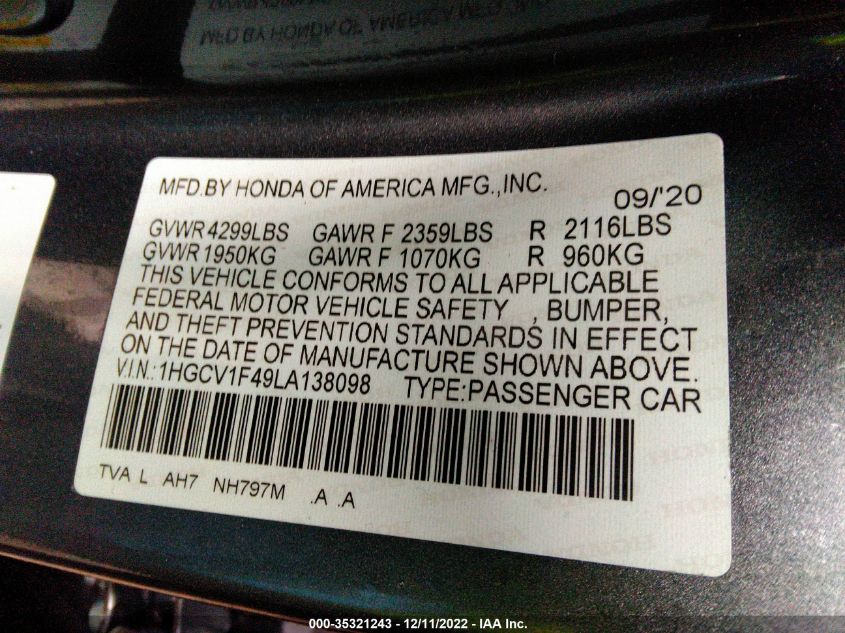 MFD.BY HONDA OF AMERICA MFG.,INC.
09/'20
GVWR 4299LBS GAWR F 2359LBS R 2116LBS
GVWR 1950KG GAWR F 1070KG R 960KG
THIS VEHICLE CONFORMS TO ALL APPLICABLE
FEDERAL MOTOR VEHICLE SAFETY , BUMPER,
AND THEFT PREVENTION STANDARDS IN EFFECT
ON THE DATE OF MANUFACTURE SHOWN ABOVE.
V.I.N.:1HGCV1F49LA138098 TYPE:PASSENGER CAR
TVA L AH7 NH797M .A .A
000-35321243 - 12/11/2022 - IAA Inc.